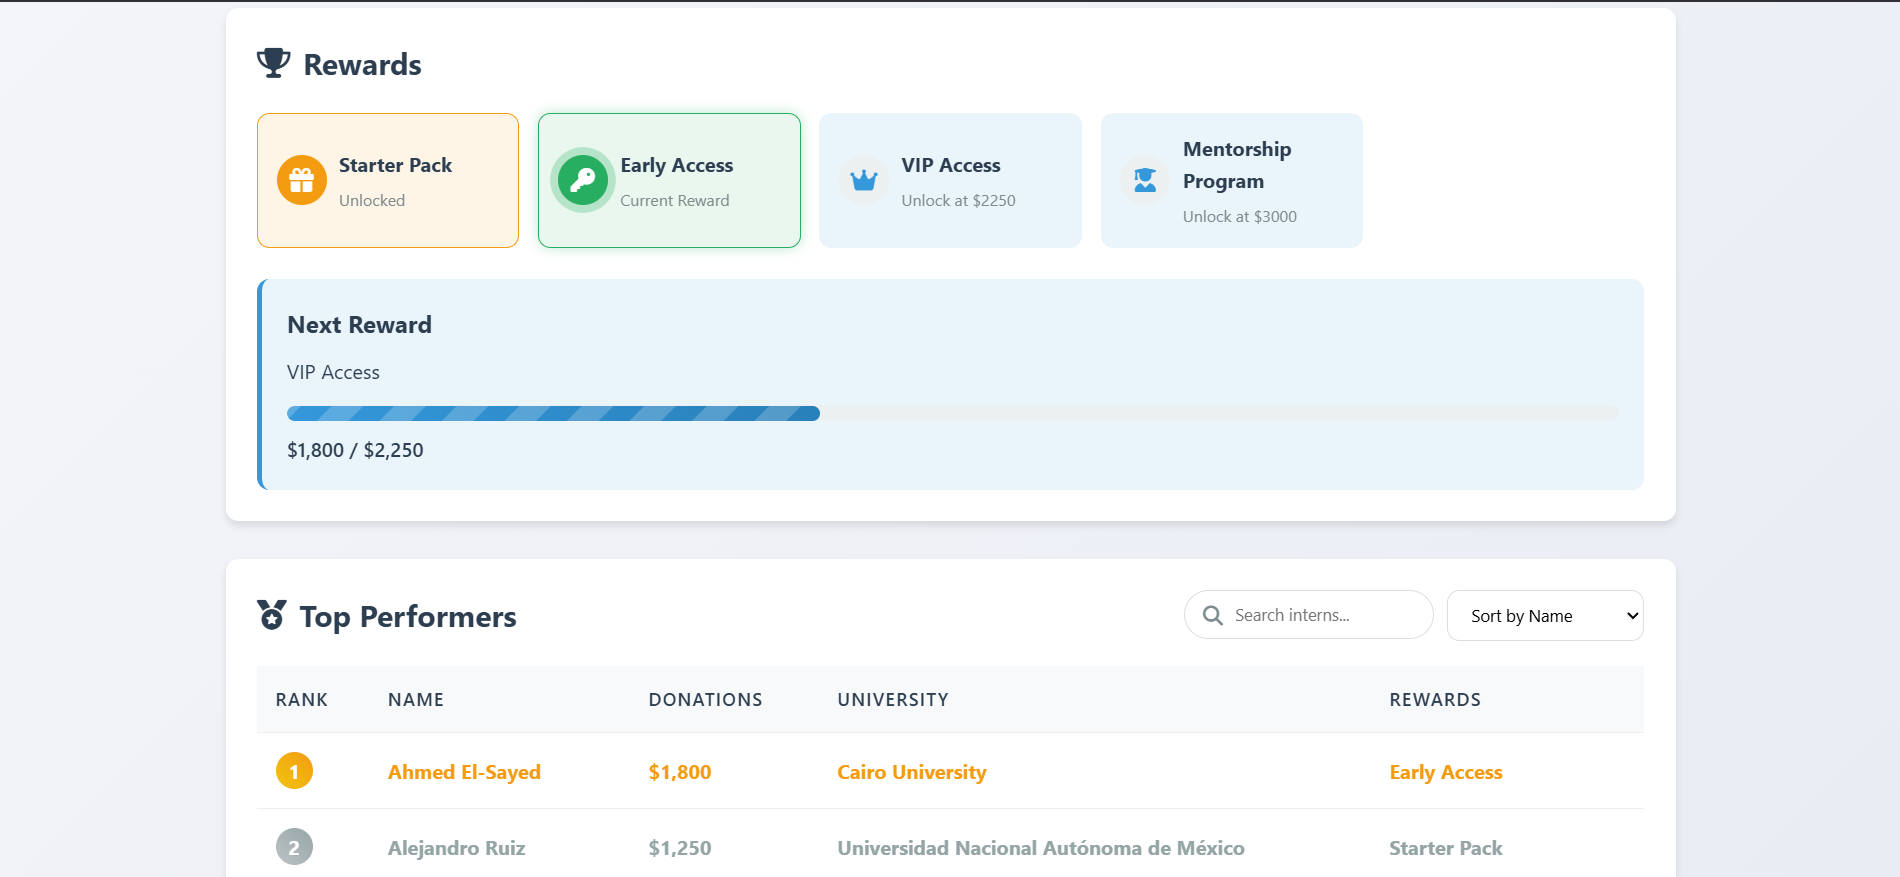 Rewards
Starter Pack
Unlocked
Early Access
Current Reward
VIP Access
Unlock at $2250
Mentorship
Program
Unlock at $3000
Next Reward
VIP Access
$1,800 / $2,250
Top Performers
Search interns...
Sort by Name
RANK NAME DONATIONS UNIVERSITY REWARDS
1 Ahmed El-Sayed $1,800 Cairo University Early Access
2 Alejandro Ruiz $1,250 Universidad Nacional Autónoma de México Starter Pack